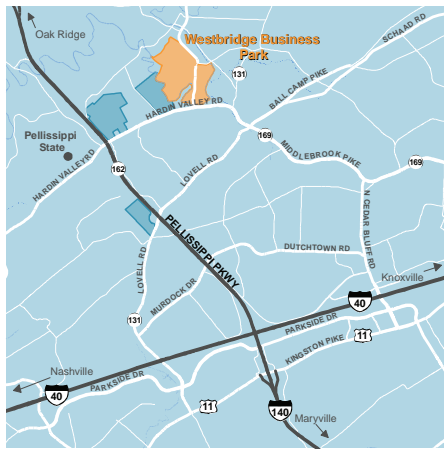 Oak Ridge
SCHAAD RD
Westbridge Business
Park
131
BALL CAMP PIKE
HARDIN VALLEY RD
Pellissippi
State
169
MIDDLEBROOK PIKE
169
162
LOVELL RD
HARDIN VALLEYRD
N CEDAR BLUFF RD
PELLISSIPPI PKWY
DUTCHTOWN RD
LOVELL RD
MURDOCK DR
Knoxville
40
131
PARKSIDE DR
11
KINGSTON PIKE
Nashville
PARKSIDE DR
40
11
140
Maryville